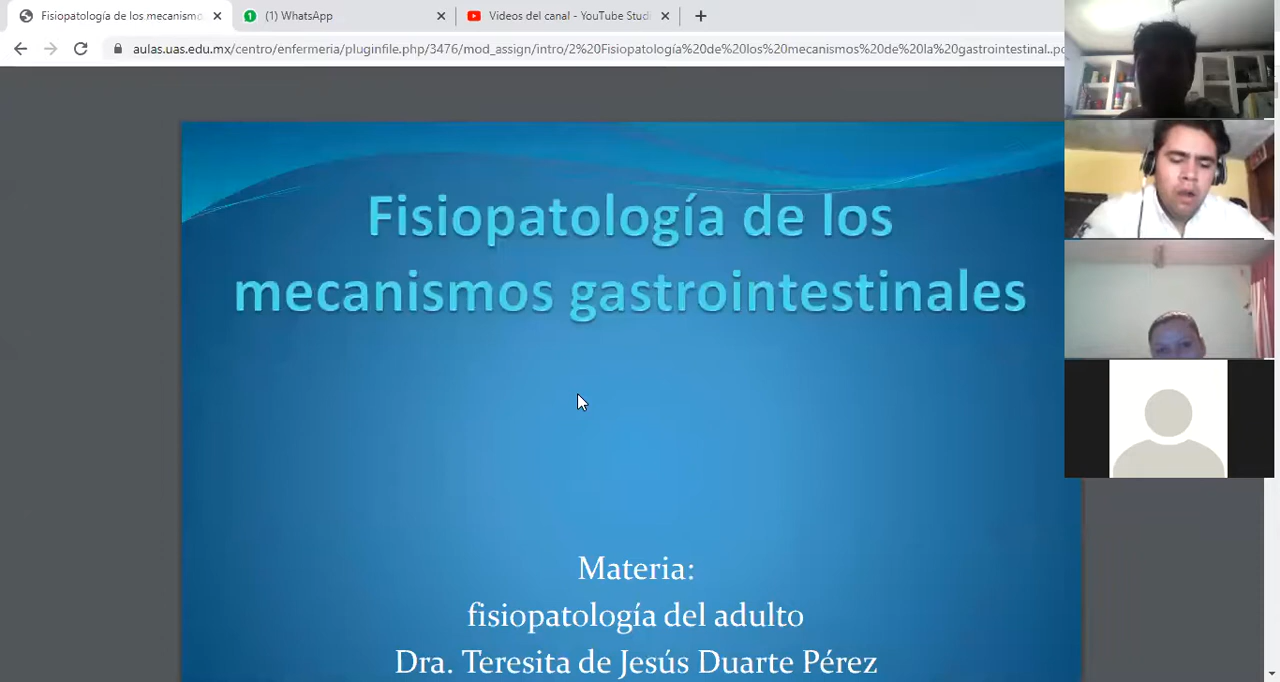 Fisiopatología de los mecanismo
(1) WhatsApp
Videos del canal - YouTube Studi
aulas.uas.edu.mx/centro/enfermeria/pluginfile.php/3476/mod_assign/intro/2%20Fisiopatología%20de%20los%20mecanismos%20de%20la%20gastrointestinal..pd
Fisiopatología de los
mecanismos gastrointestinales
Materia:
fisiopatología del adulto
Dra. Teresita de Jesús Duarte Pérez